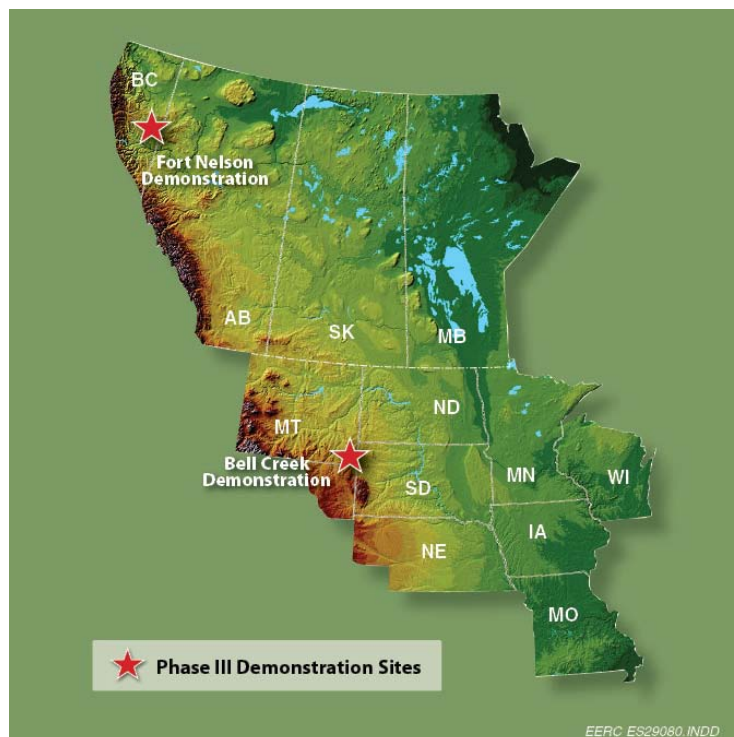 BC
Fort Nelson
Demonstration
AB
SK
MB
MT
ND
Bell Creek
Demonstration
SD
MN
WI
NE
IA
MO
Phase III Demonstration Sites
EERC ES29080.INDD